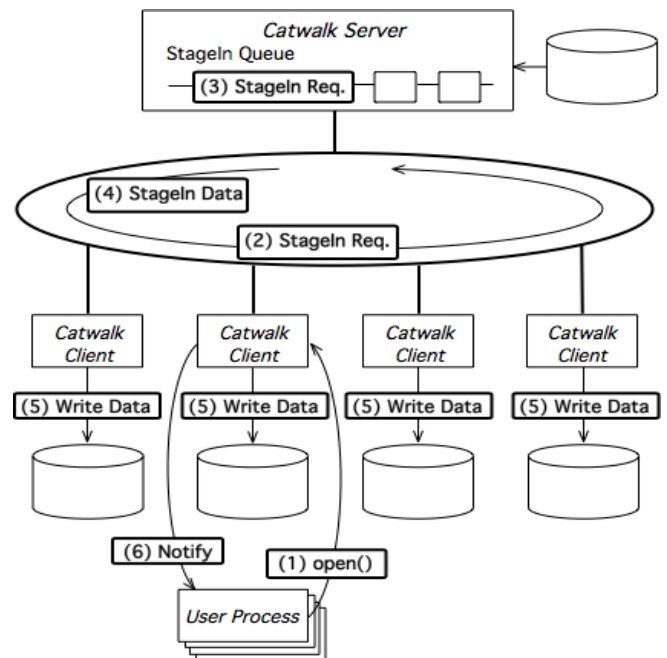 Catwalk Server
StageIn Queue
(3) StageIn Req.
(4) StageIn Data
(2) StageIn Req.
Catwalk
Client
Catwalk
Client
Catwalk
Client
Catwalk
Client
(5) Write Data
(5) Write Data
(5) Write Data
(5) Write Data
(6) Notify
(1) open()
User Process